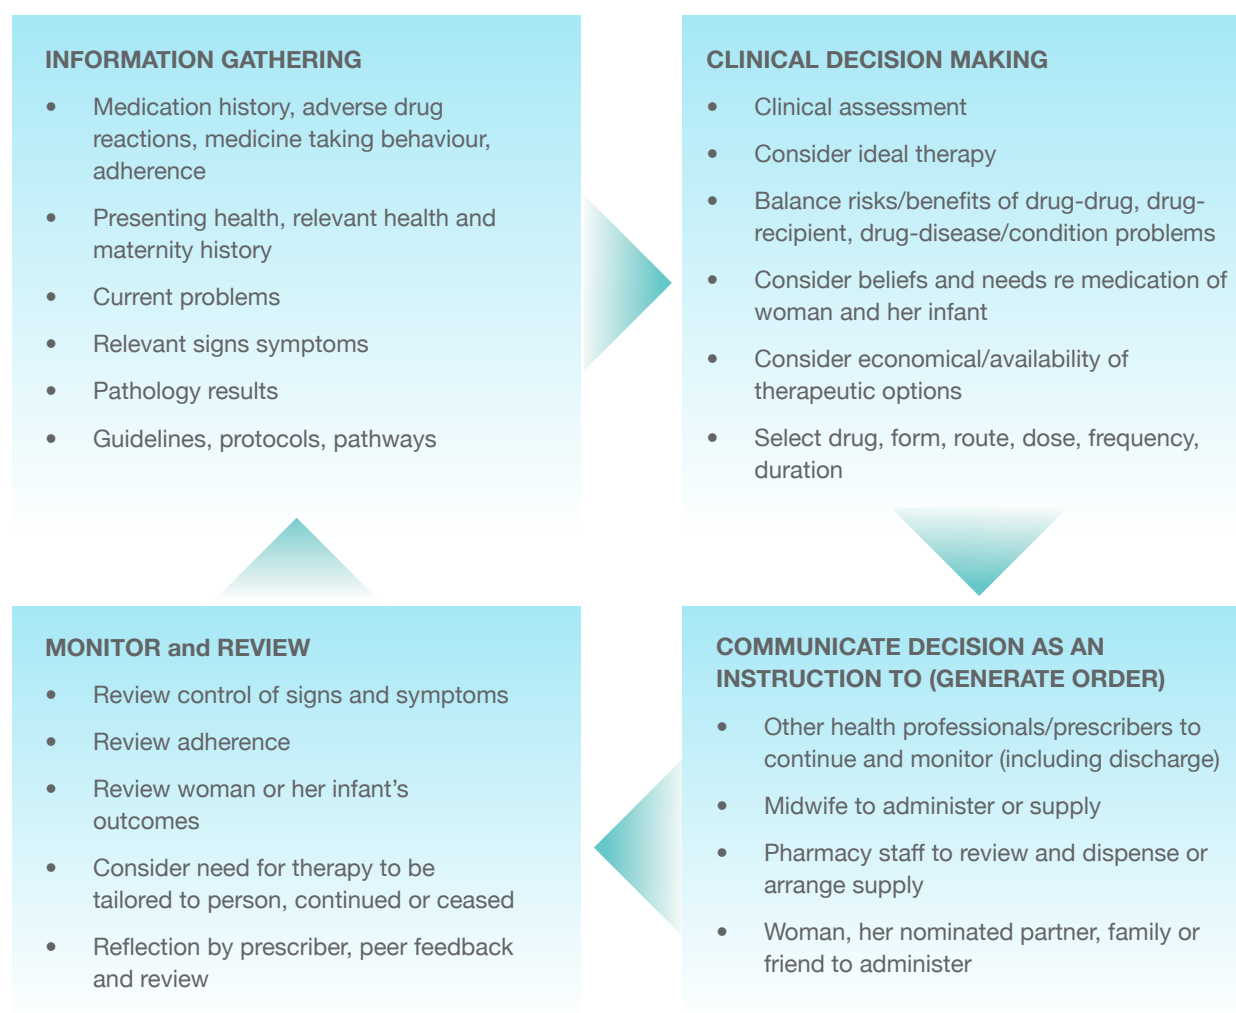 INFORMATION GATHERING
• Medication history, adverse drug
reactions, medicine taking behaviour,
adherence
• Presenting health, relevant health and
maternity history
• Current problems
• Relevant signs symptoms
• Pathology results
• Guidelines, protocols, pathways
CLINICAL DECISION MAKING
• Clinical assessment
• Consider ideal therapy
• Balance risks/benefits of drug-drug, drug-
recipient, drug-disease/condition problems
• Consider beliefs and needs re medication of
woman and her infant
• Consider economical/availability of
therapeutic options
• Select drug, form, route, dose, frequency,
duration
MONITOR and REVIEW
• Review control of signs and symptoms
• Review adherence
• Review woman or her infant’s
outcomes
• Consider need for therapy to be
tailored to person, continued or ceased
• Reflection by prescriber, peer feedback
and review
COMMUNICATE DECISION AS AN
INSTRUCTION TO (GENERATE ORDER)
• Other health professionals/prescribers to
continue and monitor (including discharge)
• Midwife to administer or supply
• Pharmacy staff to review and dispense or
arrange supply
• Woman, her nominated partner, family or
friend to administer